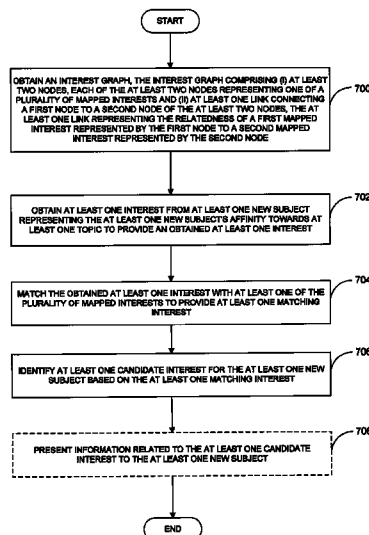 START
OBTAIN AN INTEREST GRAPH, THE INTEREST GRAPH COMPRISING (I) AT LEAST
TWO NODES, EACH OF THE AT LEAST TWO NODES REPRESENTING ONE OF A
PLURALITY OF MAPPED INTERESTS AND (II) AT LEAST ONE LINK CONNECTING
A FIRST NODE TO A SECOND NODE OF THE AT LEAST TWO NODES, THE AT
LEAST ONE LINK REPRESENTING THE RELATEDNESS OF A FIRST MAPPED
INTEREST REPRESENTED BY THE FIRST NODE TO A SECOND MAPPED
INTEREST REPRESENTED BY THE SECOND NODE
700
OBTAIN AT LEAST ONE INTEREST FROM AT LEAST ONE NEW SUBJECT
REPRESENTING THE AT LEAST ONE NEW SUBJECT'S AFFINITY TOWARDS AT
LEAST ONE TOPIC TO PROVIDE AN OBTAINED AT LEAST ONE INTEREST
702
MATCH THE OBTAINED AT LEAST ONE INTEREST WITH AT LEAST ONE OF THE
PLURALITY OF MAPPED INTERESTS TO PROVIDE AT LEAST ONE MATCHING
INTEREST
704
IDENTIFY AT LEAST ONE CANDIDATE INTEREST FOR THE AT LEAST ONE NEW
SUBJECT BASED ON THE AT LEAST ONE MATCHING INTEREST
706
PRESENT INFORMATION RELATED TO THE AT LEAST ONE CANDIDATE
INTEREST TO THE AT LEAST ONE NEW SUBJECT
END